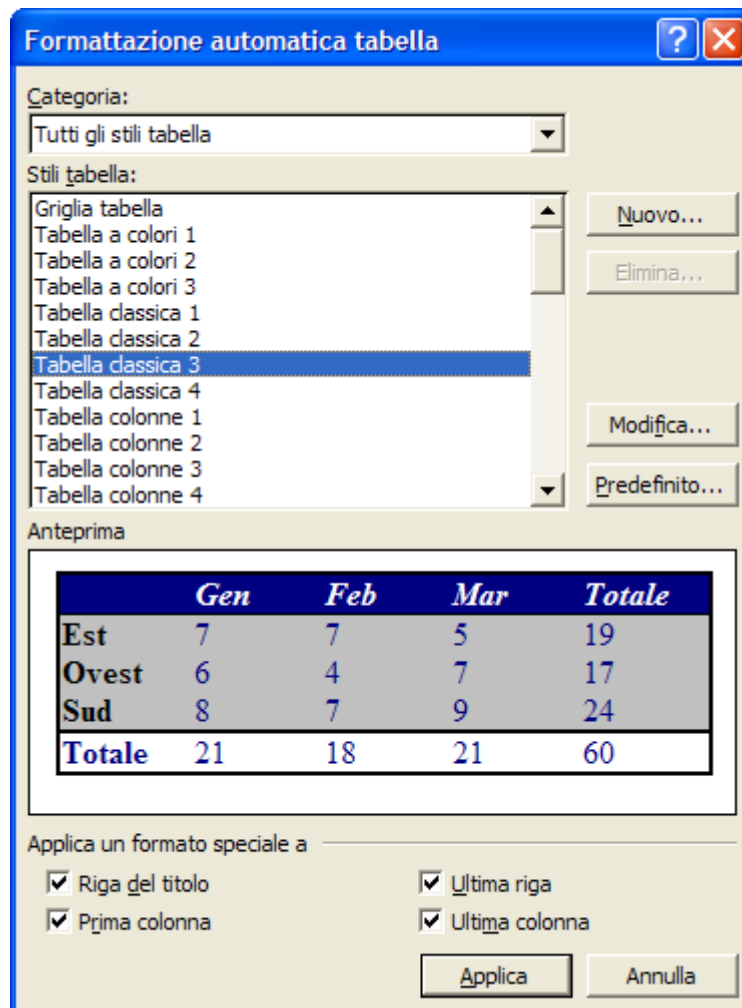 Formattazione automatica tabella
Categoria:
Tutti gli stili tabella
Stili tabella:
Griglia tabella
Tabella a colori 1
Tabella a colori 2
Tabella a colori 3
Tabella classica 1
Tabella classica 2
Tabella classica 3
Tabella classica 4
Tabella colonne 1
Tabella colonne 2
Tabella colonne 3
Tabella colonne 4
Nuovo...
Elimina...
Modifica...
Predefinito...
Anteprima
Gen Feb Mar Totale
Est 7 7 5 19
Ovest 6 4 7 17
Sud 8 7 9 24
Totale 21 18 21 60
Applica un formato speciale a
Riga del titolo Ultima riga
Prima colonna Ultima colonna
Applica Annulla